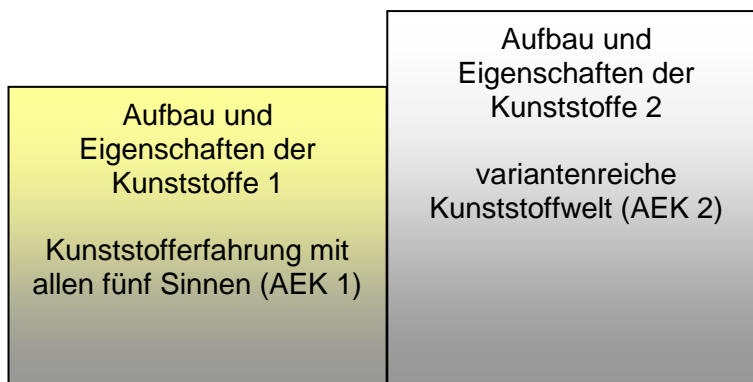 Aufbau und
Eigenschaften der
Kunststoffe 1
Kunststofferfahrung mit
allen fünf Sinnen (AEK 1)
Aufbau und
Eigenschaften der
Kunststoffe 2
variantenreiche
Kunststoffwelt (AEK 2)